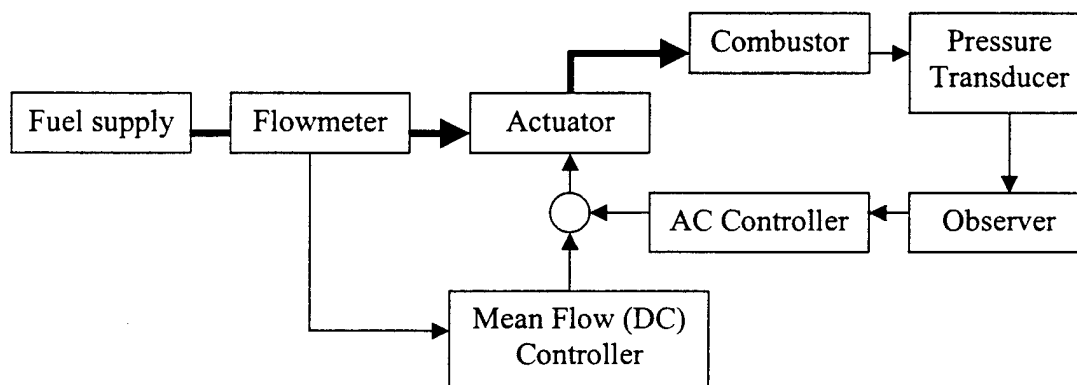 Combustor
Pressure
Transducer
Fuel supply
Flowmeter
Actuator
AC Controller
Observer
Mean Flow (DC)
Controller